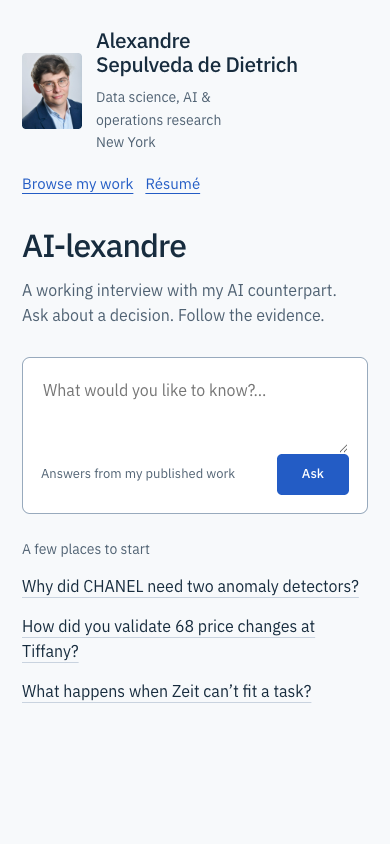 Alexandre
Sepulveda de Dietrich
Data science, AI &
operations research
New York
Browse my work Résumé
AI-lexandre
A working interview with my AI counterpart.
Ask about a decision. Follow the evidence.
What would you like to know?...
Answers from my published work Ask
A few places to start
Why did CHANEL need two anomaly detectors?
How did you validate 68 price changes at
Tiffany?
What happens when Zeit can’t fit a task?